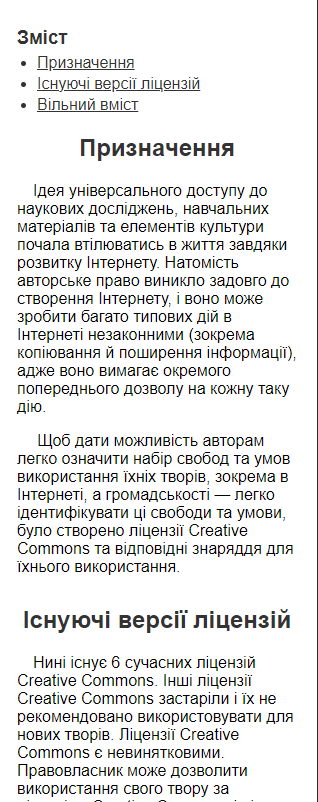 Зміст
Призначення
Існуючі версії ліцензій
Вільний вміст
Призначення
Ідея універсального доступу до
наукових досліджень, навчальних
матеріалів та елементів культури
почала втілюватись в життя завдяки
розвитку Інтернету. Натомість
авторське право виникло задовго до
створення Інтернету, і воно може
зробити багато типових дій в
Інтернеті незаконними (зокрема
копіювання й поширення інформації),
адже воно вимагає окремого
попереднього дозволу на кожну таку
дію.
Щоб дати можливість авторам
легко означити набір свобод та умов
використання їхніх творів, зокрема в
Інтернеті, а громадськості — легко
ідентифікувати ці свободи та умови,
було створено ліцензії Creative
Commons та відповідні знаряддя для
їхнього використання.
Існуючі версії ліцензій
Нині існує 6 сучасних ліцензій
Creative Commons. Інші ліцензії
Creative Commons застаріли і їх не
рекомендовано використовувати для
нових творів. Ліцензії Creative
Commons є невинятковими.
Правовласник може дозволити
використання свого твору за